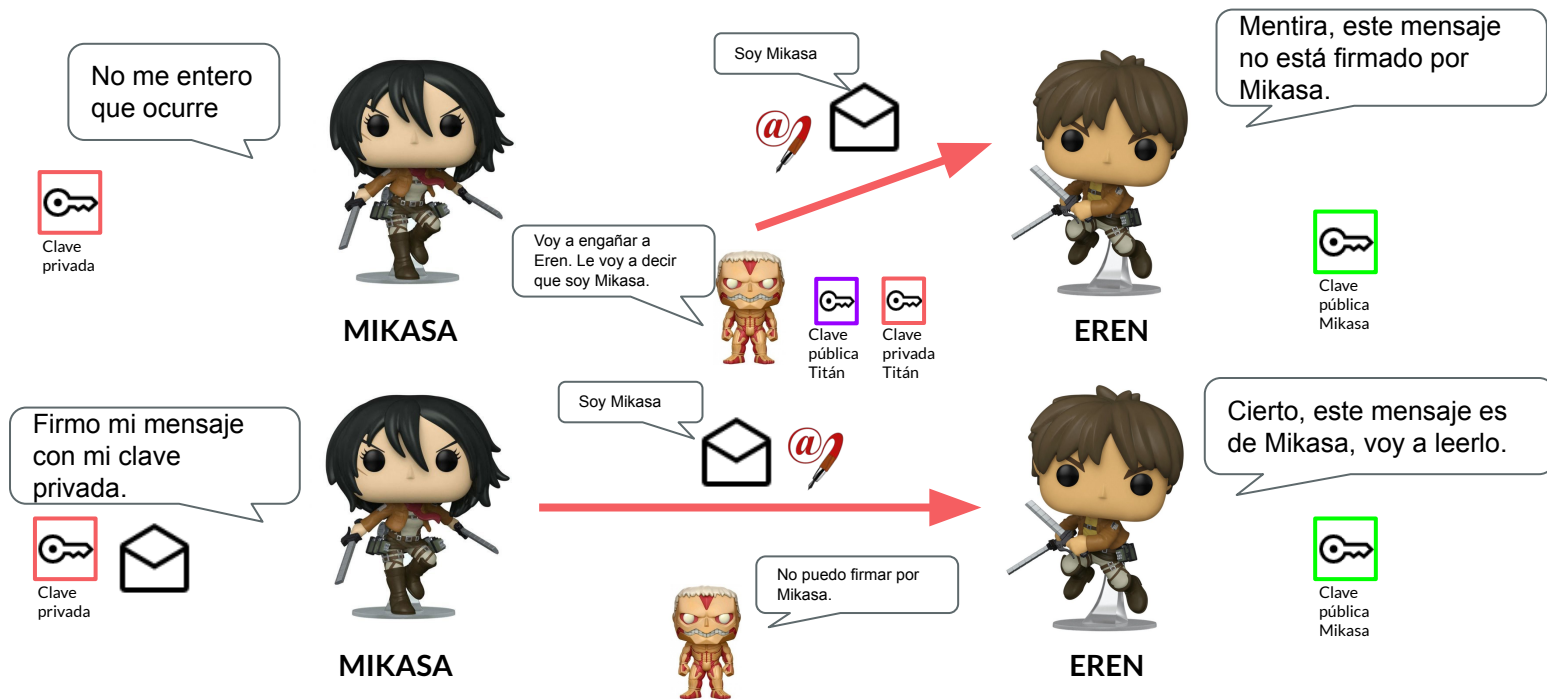 No me entero
que ocurre
Clave
privada
MIKASA
Soy Mikasa
@
Voy a engañar a
Eren. Le voy a decir
que soy Mikasa.
Clave
pública
Titán
Clave
privada
Titán
Mentira, este mensaje
no está firmado por
Mikasa.
EREN
Clave
pública
Mikasa
Firmo mi mensaje
con mi clave
privada.
Clave
privada
MIKASA
Soy Mikasa
@
No puedo firmar por
Mikasa.
Cierto, este mensaje es
de Mikasa, voy a leerlo.
EREN
Clave
pública
Mikasa